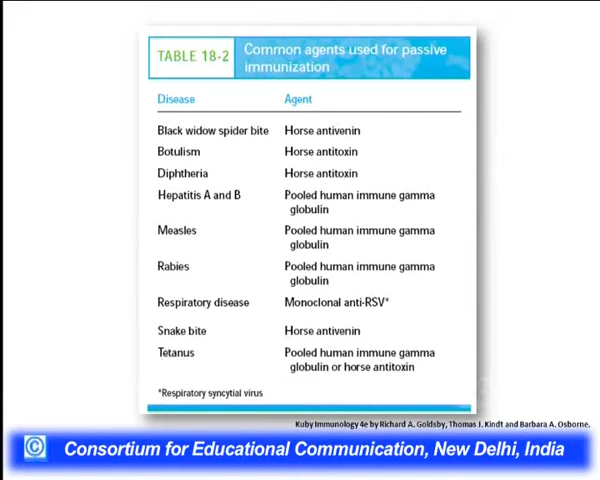 TABLE 18-2
Common agents used for passive
immunization
Disease Agent
Black widow spider bite Horse antivenin
Botulism Horse antitoxin
Diphtheria Horse antitoxin
Hepatitis A and B Pooled human immune gamma
globulin
Measles Pooled human immune gamma
globulin
Rabies Pooled human immune gamma
globulin
Respiratory disease Monoclonal anti-RSV*
Snake bite Horse antivenin
Tetanus Pooled human immune gamma
globulin or horse antitoxin
*Respiratory syncytial virus
Kuby Immunology 4e by Richard A. Goldsby, Thomas J. Kindt and Barbara A. Osborne.
© Consortium for Educational Communication, New Delhi, India